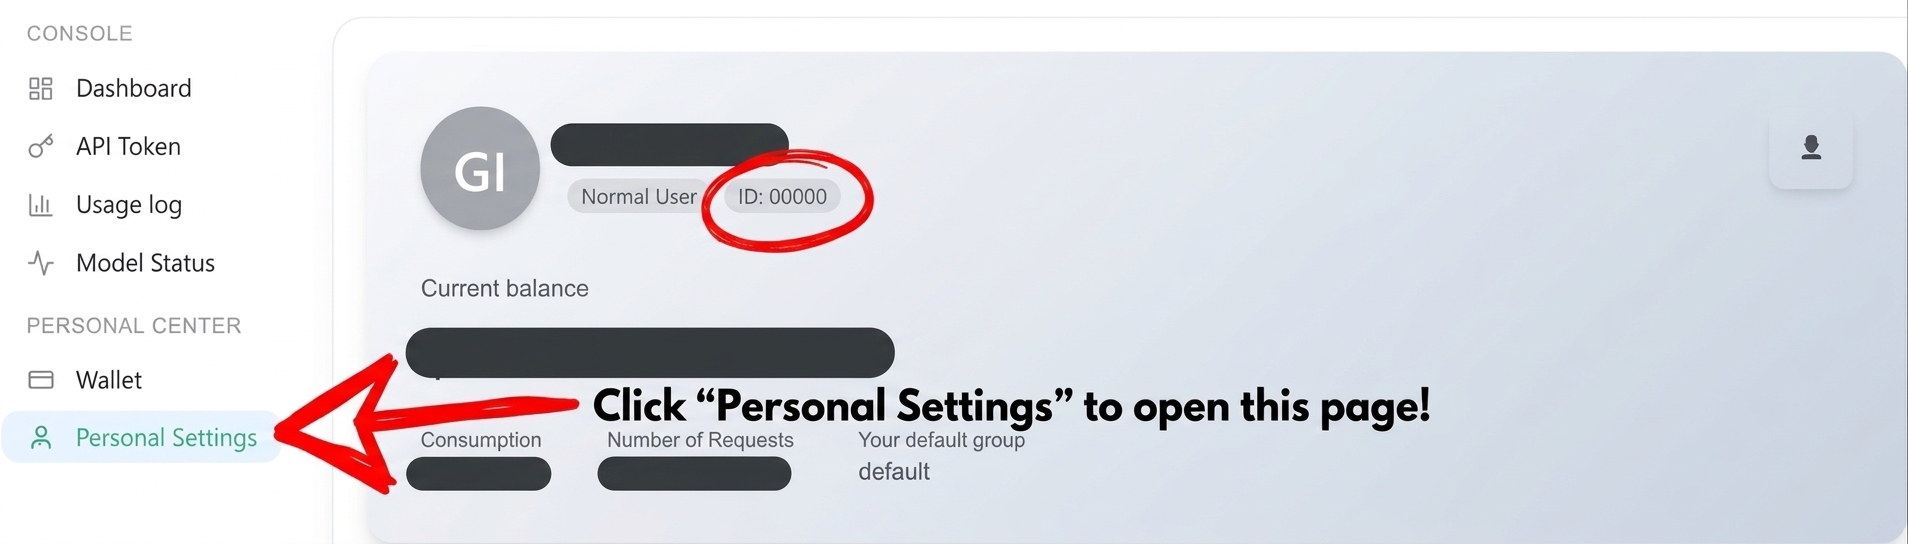 CONSOLE
Dashboard
API Token
Usage log
Model Status
PERSONAL CENTER
Wallet
Personal Settings
GI
Normal User
ID: 00000
Current balance
Click “Personal Settings” to open this page!
Consumption
Number of Requests
Your default group
default